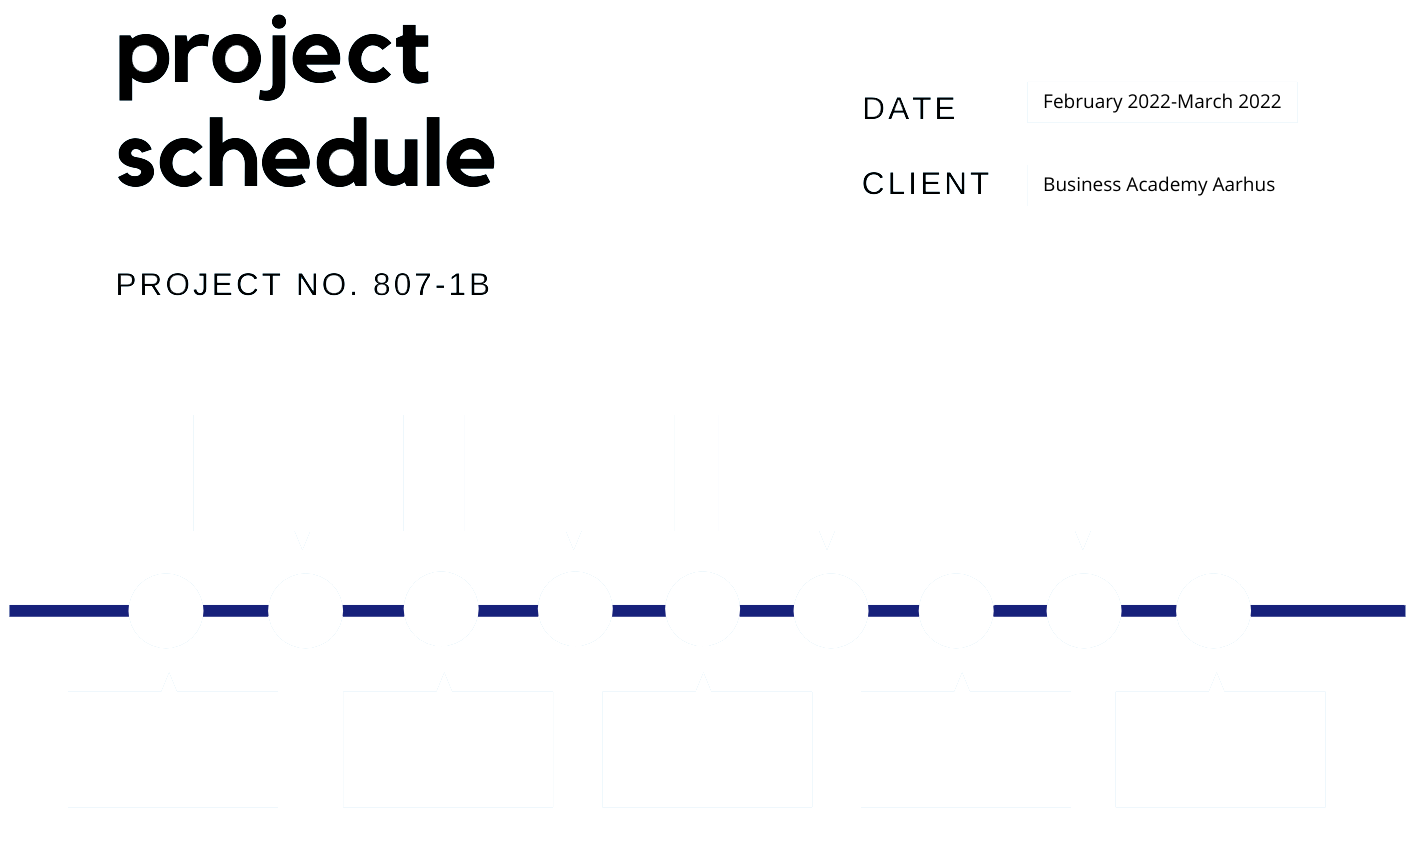 project
schedule
PROJECT NO. 807-1B
DATE
February 2022-March 2022
CLIENT
Business Academy Aarhus